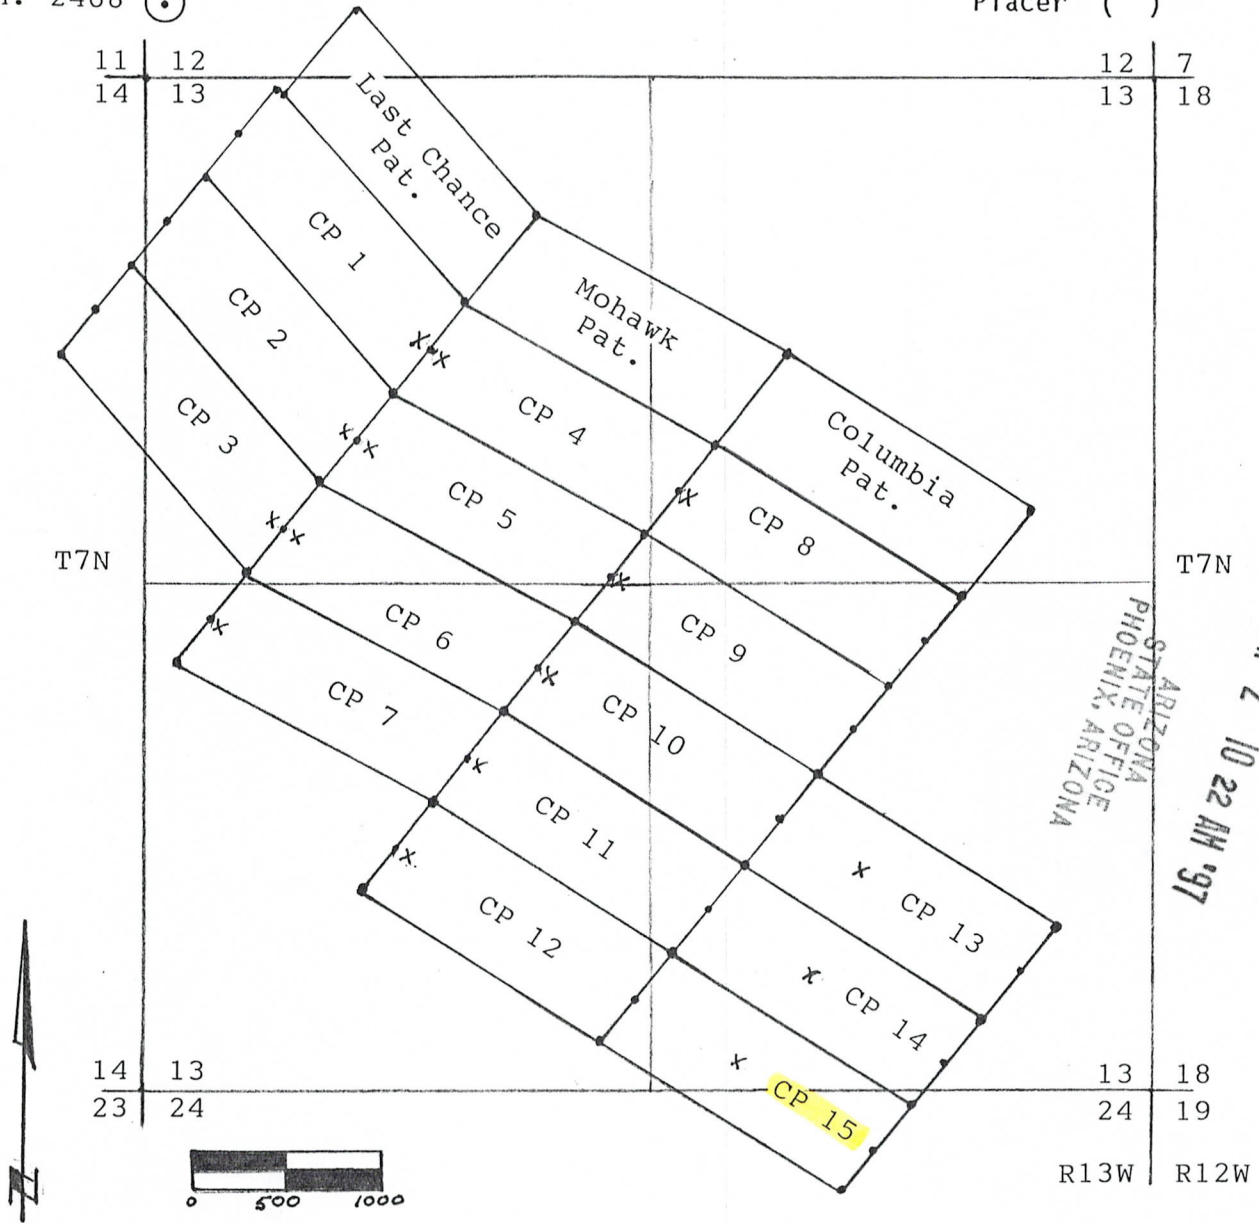 2468
Placer ( )
11 12
12 7
14 13
13 18
Last Chance
Pat.
CP 1
Mohawk
Pat.
CP 2
CP 4
CP 3
Columbia
Pat.
CP 5
CP 8
T7N
T7N
CP 6
CP 9
CP 7
CP 10
CP 11
CP 12
CP 13
CP 14
CP 15
ARIZONA
STATE OFFICE
PHOENIX, ARIZONA
2 10 22 AM '97
14 13
13 18
23 24
24 19
R13W R12W
0 500 1000
N
x x
x x
x x
x
x
x
x
x
x
x
x
x